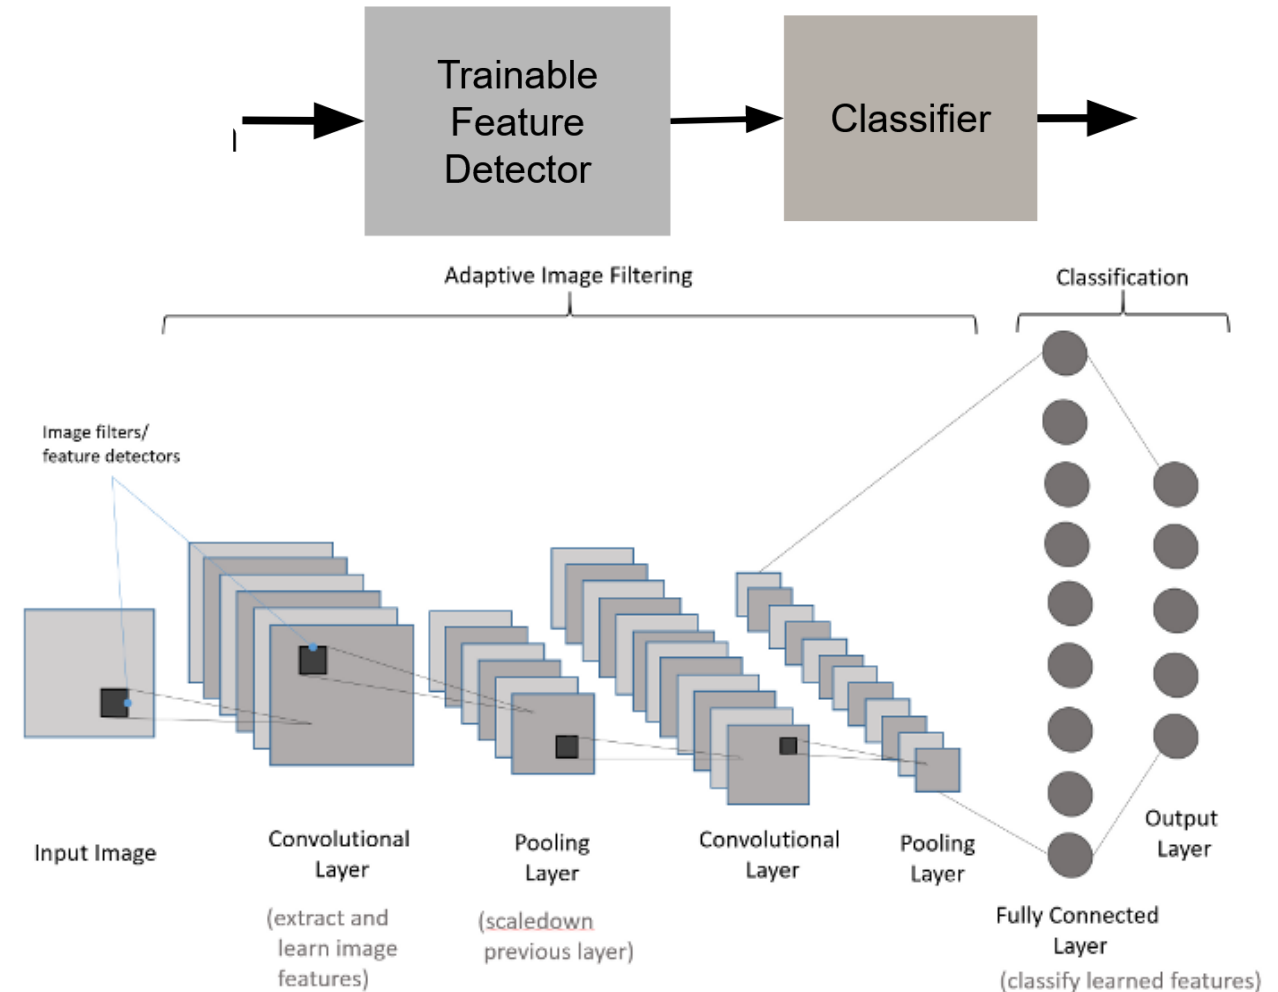 Trainable
Feature
Detector
Classifier
Adaptive Image Filtering
Classification
Image filters/
feature detectors
Input Image
Convolutional
Layer
(extract and
learn image
features)
Pooling
Layer
(scaledown
previous layer)
Convolutional
Layer
Pooling
Layer
Fully Connected
Layer
(classify learned features)
Output
Layer